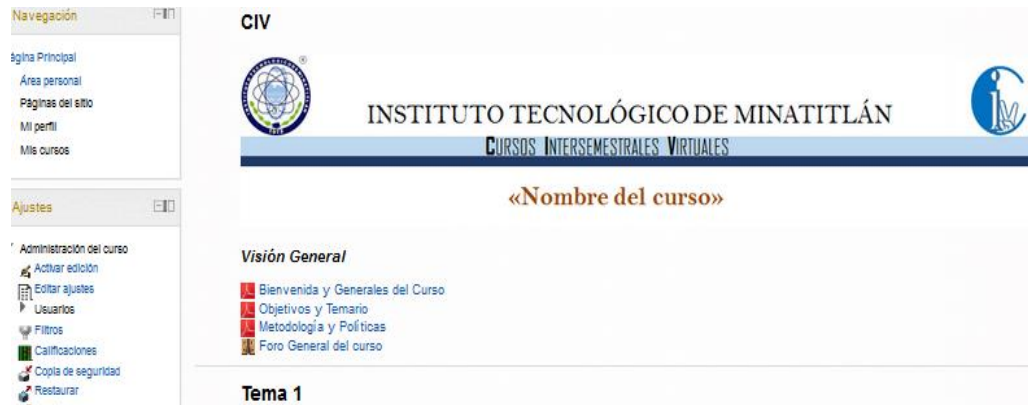 Navegación
ágina Principal
Área personal
Páginas del sitio
Mi perfil
Mis cursos
Ajustes
Administración del curso
Activar edición
Editar ajustes
Usuarios
Filtros
Calificaciones
Copia de seguridad
Restaurar
CIV
INSTITUTO TECNOLÓGICO DE MINATITLÁN
CURSOS INTERSEMESTRALES VIRTUALES
«Nombre del curso»
Visión General
Bienvenida y Generales del Curso
Objetivos y Temario
Metodología y Políticas
Foro General del curso
Tema 1